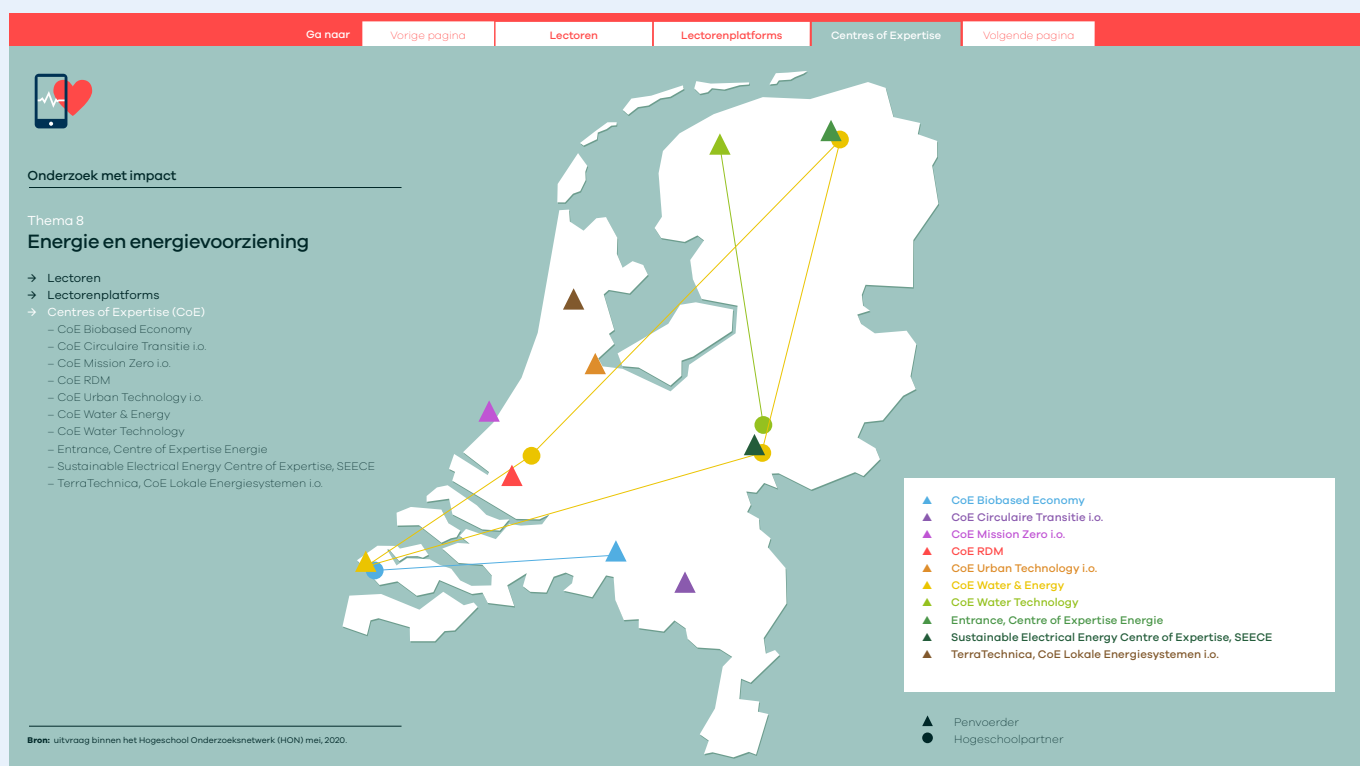 Ga naar
Vorige pagina
Lectoren
Lectorenplatforms
Centres of Expertise
Volgende pagina
Onderzoek met impact
Thema 8
Energie en energievoorziening
→ Lectoren
→ Lectorenplatforms
→ Centres of Expertise (CoE)
– CoE Biobased Economy
– CoE Circulaire Transitie i.o.
– CoE Mission Zero i.o.
– CoE RDM
– CoE Urban Technology i.o.
– CoE Water & Energy
– CoE Water Technology
– Entrance, Centre of Expertise Energie
– Sustainable Electrical Energy Centre of Expertise, SEECE
– TerraTechnica, CoE Lokale Energiesystemen i.o.
CoE Biobased Economy
CoE Circulaire Transitie i.o.
CoE Mission Zero i.o.
CoE RDM
CoE Urban Technology i.o.
CoE Water & Energy
CoE Water Technology
Entrance, Centre of Expertise Energie
Sustainable Electrical Energy Centre of Expertise, SEECE
TerraTechnica, CoE Lokale Energiesystemen i.o.
Penvoerder
Hogeschoolpartner
Bron: uitvraag binnen het Hogeschool Onderzoeksnetwerk (HON) mei, 2020.